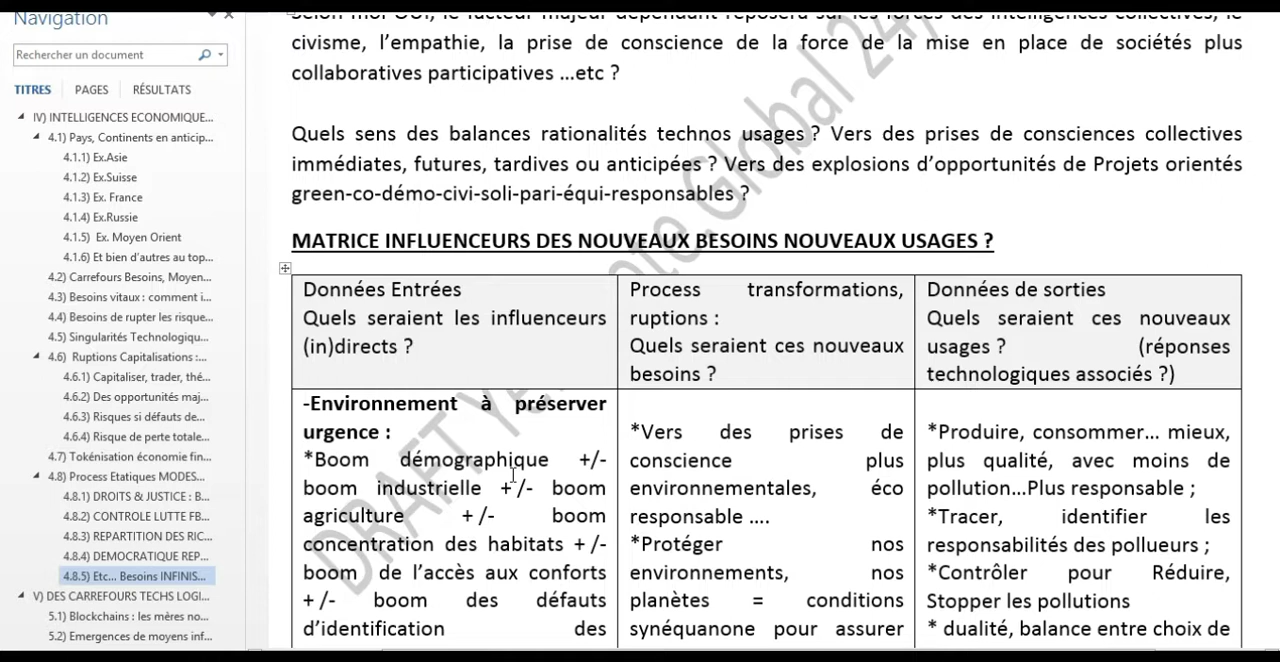 Navigation
Rechercher un document
TITRES PAGES RÉSULTATS
IV) INTELLIGENCES ECONOMIQUE...
4.1) Pays, Continents en anticip...
4.1.1) Ex.Asie
4.1.2) Ex.Suisse
4.1.3) Ex. France
4.1.4) Ex.Russie
4.1.5) Ex. Moyen Orient
4.1.6) Et bien d'autres au top...
4.2) Carrefours Besoins, Moyen...
4.3) Besoins vitaux : comment i...
4.4) Besoins de rupter les risque...
4.5) Singularités Technologiqu...
4.6) Ruptions Capitalisations :...
4.6.1) Capitaliser, trader, thé...
4.6.2) Des opportunités maj...
4.6.3) Risques si défauts de...
4.6.4) Risque de perte totale...
4.7) Tokénisation économie fin...
4.8) Process Etatiques MODES...
4.8.1) DROITS & JUSTICE : B...
4.8.2) CONTROLE LUTTE FB...
4.8.3) REPARTITION DES RIC...
4.8.4) DEMOCRATIQUE REP...
4.8.5) Etc... Besoins INFINIS...
V) DES CARREFOURS TECHS LOGI...
5.1) Blockchains : les mères no...
5.2) Emergences de moyens inf...
Selon moi OUI, le facteur majeur dépendant reposera sur les forces des intelligences collectives, le
civisme, l'empathie, la prise de conscience de la force de la mise en place de sociétés plus
collaboratives participatives ...etc ?
Quels sens des balances rationalités technos usages ? Vers des prises de consciences collectives
immédiates, futures, tardives ou anticipées ? Vers des explosions d'opportunités de Projets orientés
green-co-démo-civi-soli-pari-équi-responsables ?
MATRICE INFLUENCEURS DES NOUVEAUX BESOINS NOUVEAUX USAGES ?
Données Entrées
Quels seraient les influenceurs
(in)directs ?
Process transformations,
ruptions :
Quels seraient ces nouveaux
besoins ?
Données de sorties
Quels seraient ces nouveaux
usages ? (réponses
technologiques associés ?)
-Environnement à préserver
urgence :
*Boom démographique +/-
boom industrielle +/- boom
agriculture +/- boom
concentration des habitats +/-
boom de l'accès aux conforts
+/- boom des défauts
d'identification des
*Vers des prises de
conscience plus
environnementales, éco
responsable ....
*Protéger nos
environnements, nos
planètes = conditions
synéquanone pour assurer
*Produire, consommer... mieux,
plus qualité, avec moins de
pollution...Plus responsable ;
*Tracer, identifier les
responsabilités des pollueurs ;
*Contrôler pour Réduire,
Stopper les pollutions
* dualité, balance entre choix de